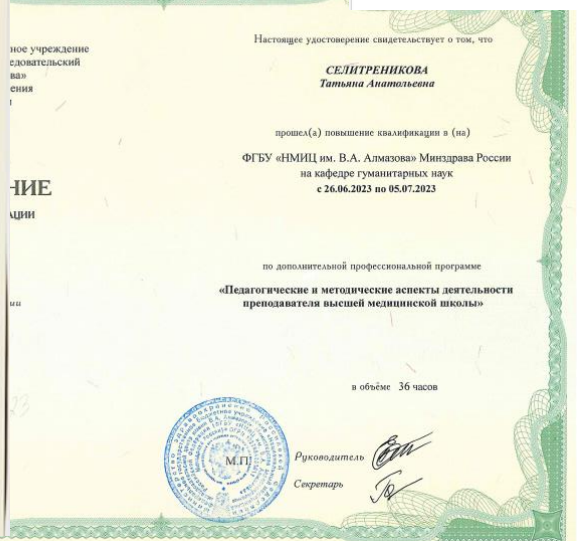 ное учреждение
едовательский
ва»
ения
НИЕ
ции
ии
23
Настоящее удостоверение свидетельствует о том, что
СЕЛИТРЕНИКОВА
Татьяна Анатольевна
прошел(а) повышение квалификации в (на)
ФГБУ «НМИЦ им. В.А. Алмазова» Минздрава России
на кафедре гуманитарных наук
с 26.06.2023 по 05.07.2023
по дополнительной профессиональной программе
«Педагогические и методические аспекты деятельности
преподавателя высшей медицинской школы»
в объёме 36 часов
М.П.
Руководитель
Секретарь